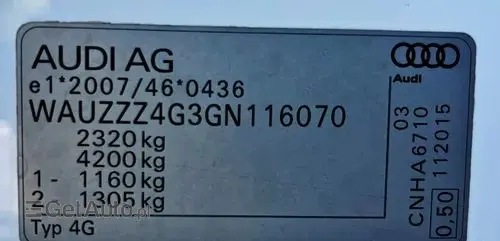 AUDI AG
Audi
e1*2007/46*0436
WAUZZZ4G3GN116070
2320 kg
4200 kg
1- 1160 kg
2 1305 kg
Typ 4G
CNHA6710 03
0,50 112015
GetAuto.pl